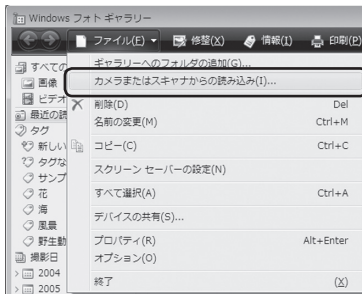 Windows フォト ギャラリー
ファイル(F) 修整(X) 情報(I) 印刷(P)
ギャラリーへのフォルダの追加(G)...
カメラまたはスキャナからの読み込み(I)...
削除(D) Del
名前の変更(M) Ctrl+M
コピー(C) Ctrl+C
スクリーン セーバーの設定(N)
すべて選択(A) Ctrl+A
デバイスの共有(S)...
プロパティ(R) Alt+Enter
オプション(O)
終了 (X)
すべての
画像
ビデオ
最近の読
タグ
新しい
タグな
サンプ
花
海
風景
野生動
撮影日
2004
2005